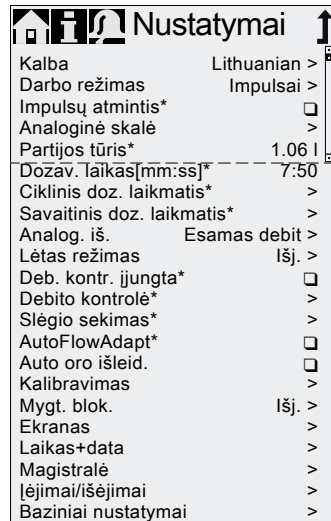 Nustatymai
Kalba Lithuanian >
Darbo režimas Impulsai >
Impulsų atmintis*
Analoginė skalė >
Partijos tūris* 1.06 l
Dozav. laikas[mm:ss]* 7:50
Ciklinis doz. laikmatis* >
Savaitinis doz. laikmatis* >
Analog. iš. Esamas debit >
Lėtas režimas Išj. >
Deb. kontr. įjungta*
Debito kontrolė* >
Slėgio sekimas* >
AutoFlowAdapt*
Auto oro išleid.
Kalibravimas >
Mygt. blok. Išj. >
Ekranas >
Laikas+data >
Magistralė >
Įėjimai/išėjimai >
Baziniai nustatymai >